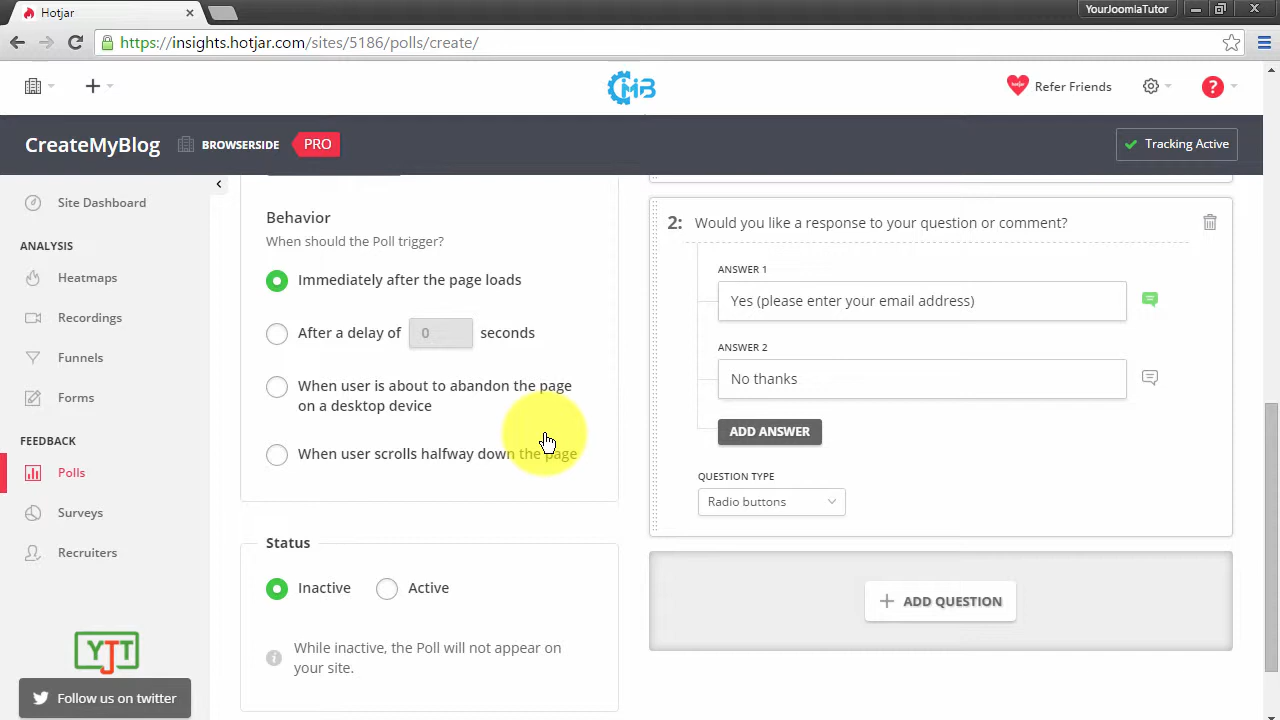 Hotjar
YourJoomlaTutor
https://insights.hotjar.com/sites/5186/polls/create/
CMB
Refer Friends
?
CreateMyBlog
BROWSERSIDE
PRO
Tracking Active
Site Dashboard
ANALYSIS
Heatmaps
Recordings
Funnels
Forms
FEEDBACK
Polls
Surveys
Recruiters
YJT
Follow us on twitter
Behavior
When should the Poll trigger?
Immediately after the page loads
After a delay of 0 seconds
When user is about to abandon the page
on a desktop device
When user scrolls halfway down the page
Status
Inactive
Active
While inactive, the Poll will not appear on
your site.
2: Would you like a response to your question or comment?
ANSWER 1
Yes (please enter your email address)
ANSWER 2
No thanks
ADD ANSWER
QUESTION TYPE
Radio buttons
ADD QUESTION